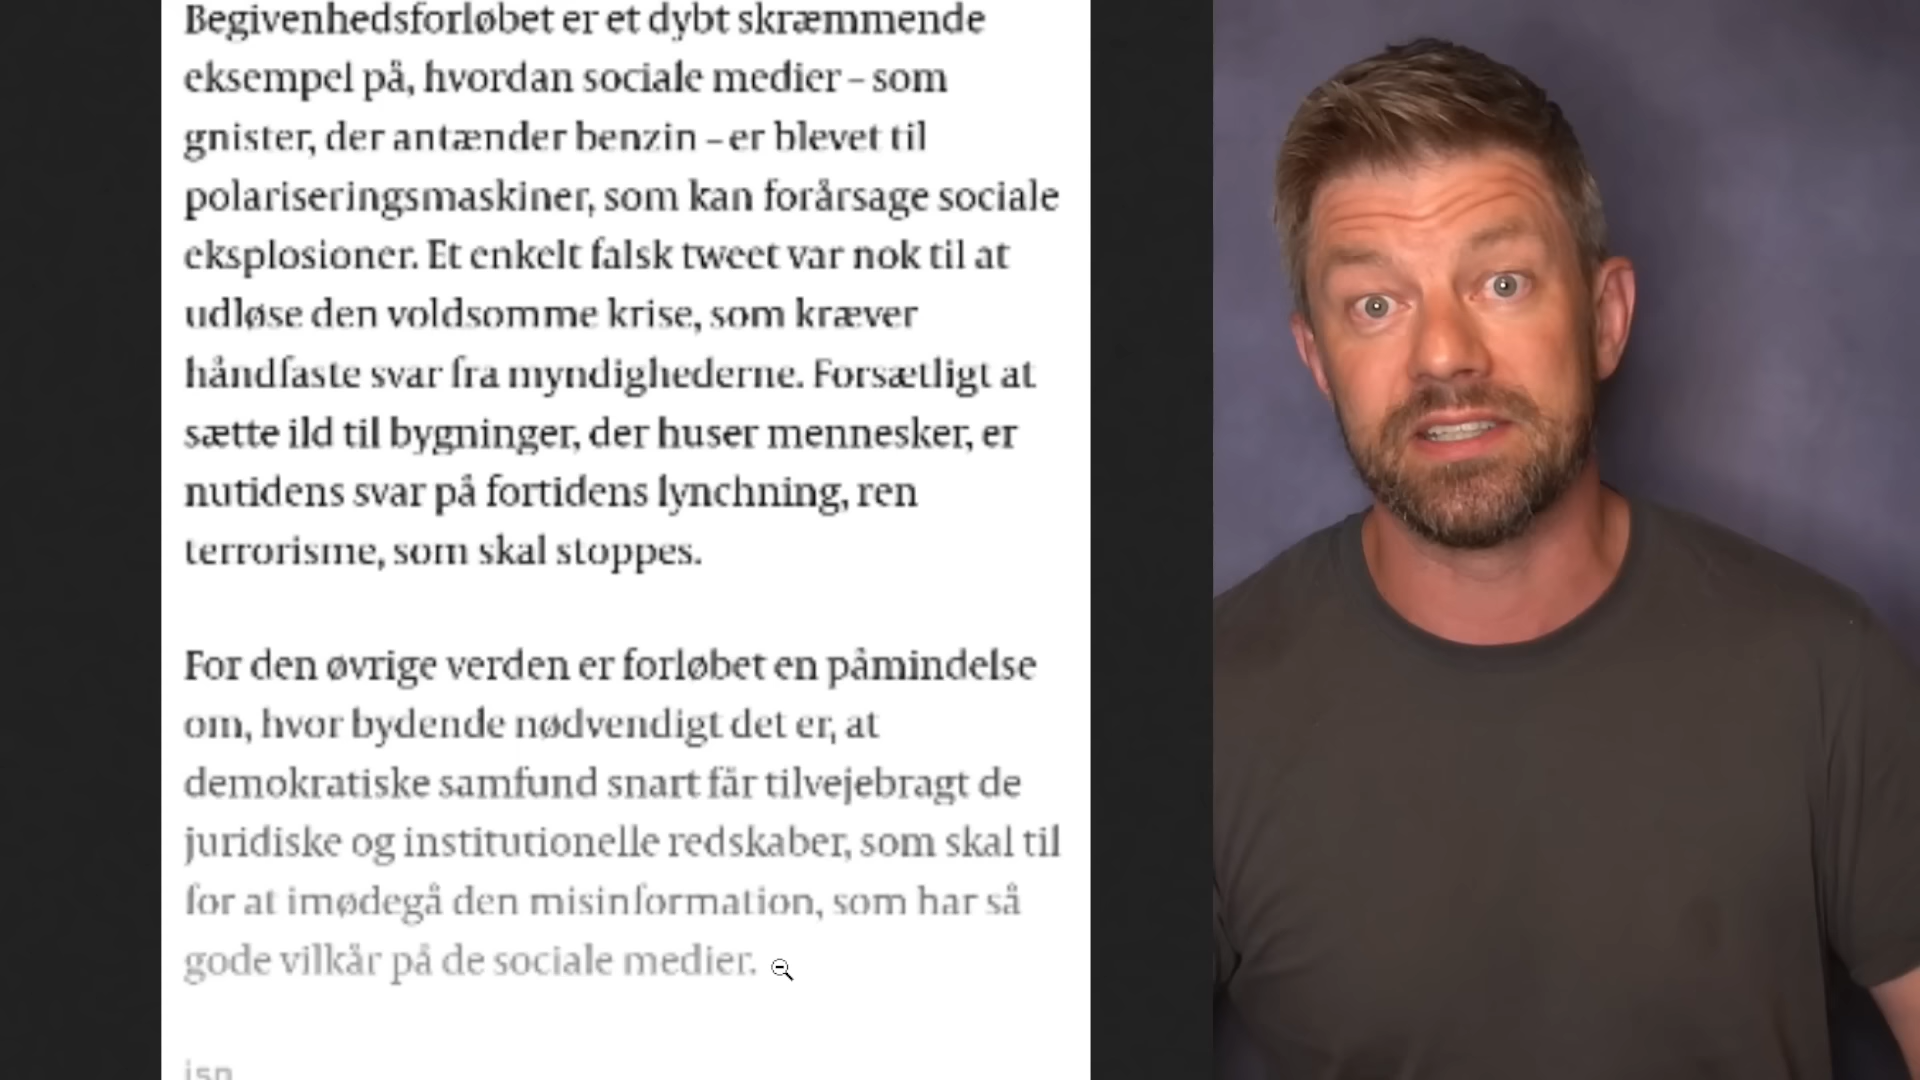 Begivenhedsforløbet er et dybt skræmmende
eksempel på, hvordan sociale medier – som
gnister, der antænder benzin – er blevet til
polariseringsmaskiner, som kan forårsage sociale
eksplosioner. Et enkelt falsk tweet var nok til at
udløse den voldsomme krise, som kræver
håndfaste svar fra myndighederne. Forsætligt at
sætte ild til bygninger, der huser mennesker, er
nutidens svar på fortidens lynchning, ren
terrorisme, som skal stoppes.
For den øvrige verden er forløbet en påmindelse
om, hvor bydende nødvendigt det er, at
demokratiske samfund snart får tilvejebragt de
juridiske og institutionelle redskaber, som skal til
for at imødegå den misinformation, som har så
gode vilkår på de sociale medier.
isn